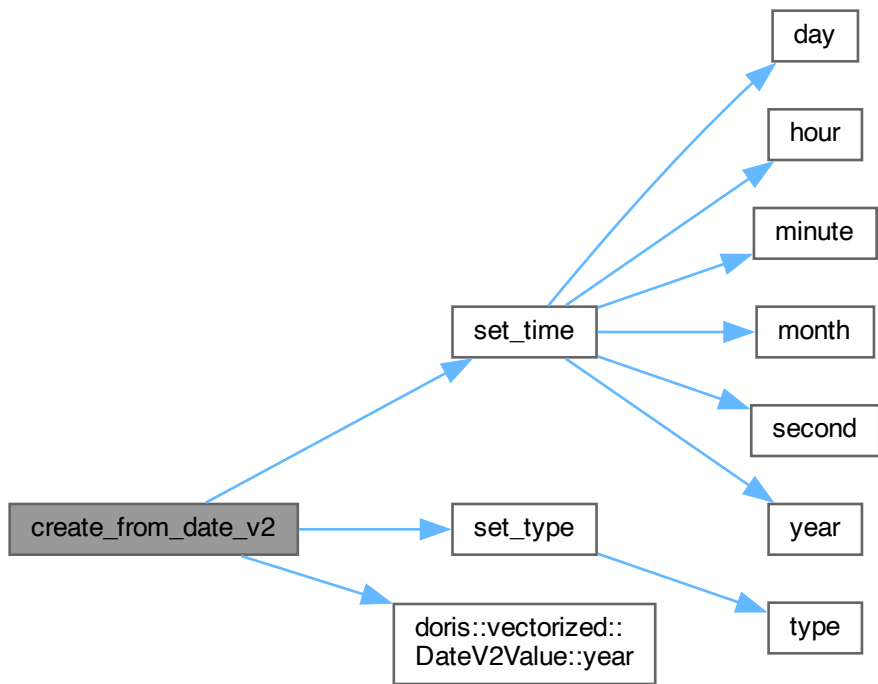 day
hour
minute
set_time
month
second
create_from_date_v2
set_type
year
doris::vectorized::
DateV2Value::year
type